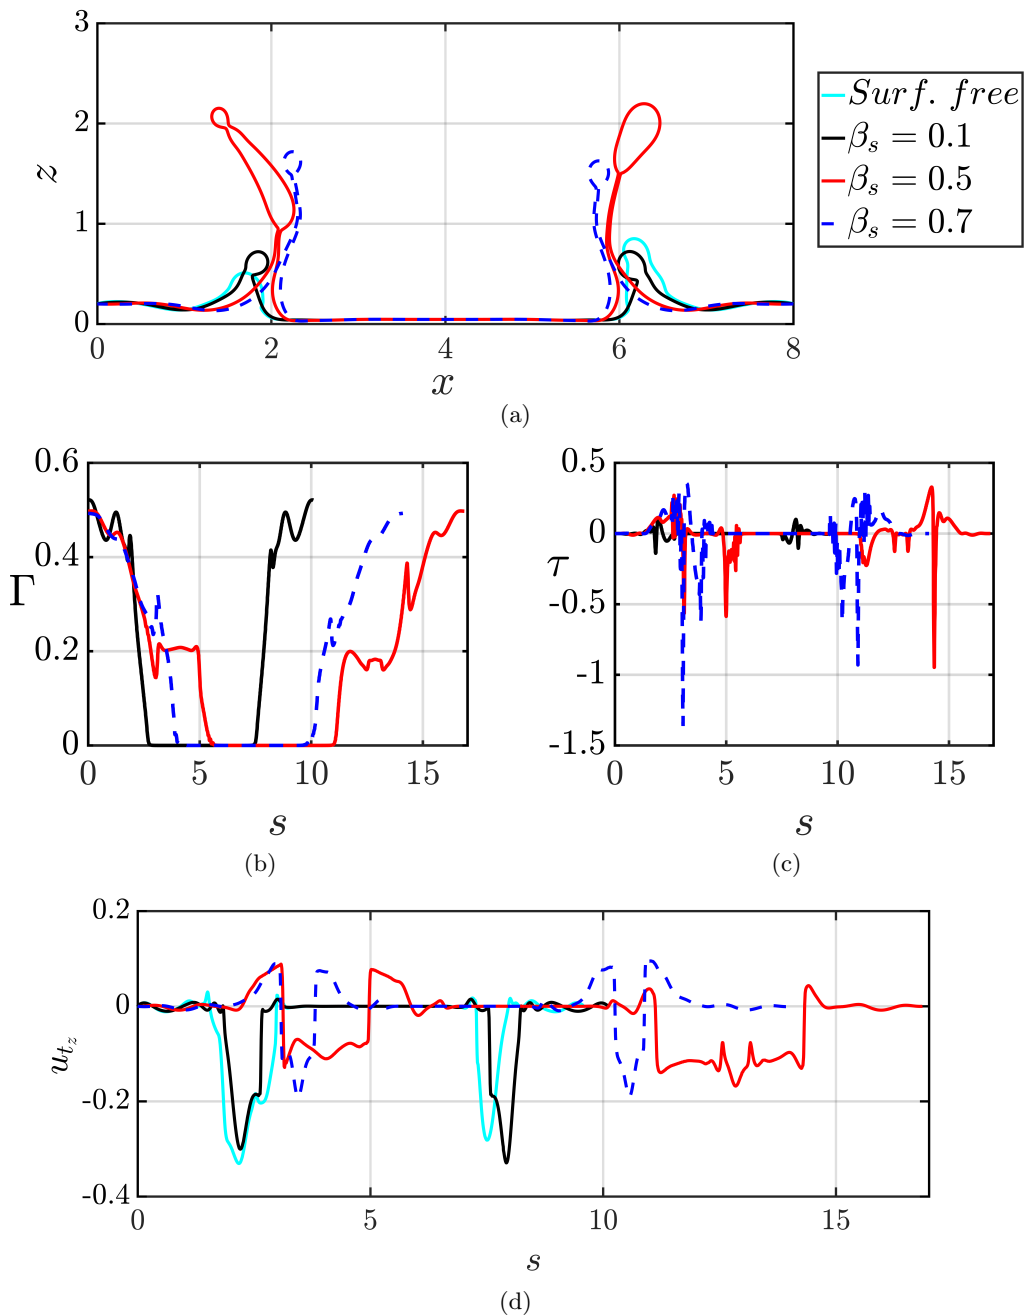 3
2
1
0
z
0 2 4 6 8
x
Surf. free
βs = 0.1
βs = 0.5
βs = 0.7
(a)
0.6
0.4
0.2
0
Γ
0 5 10 15
s
(b)
0.5
0
-0.5
-1
-1.5
τ
0 5 10 15
s
(c)
0.2
0
-0.2
-0.4
u_{t_z}
0 5 10 15
s
(d)